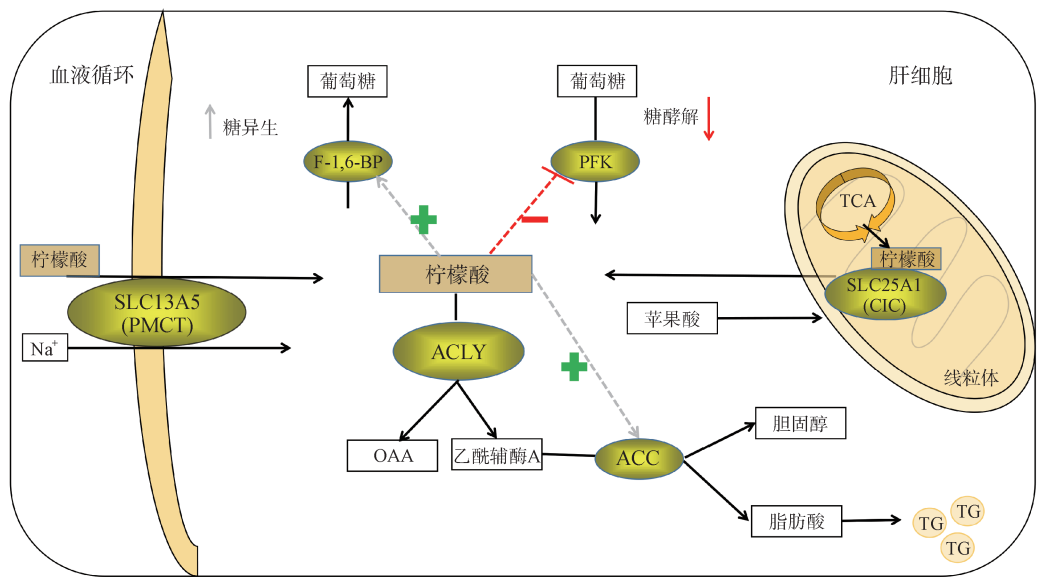 血液循环
葡萄糖
葡萄糖
肝细胞
糖异生
糖酵解
F-1,6-BP
PFK
TCA
柠檬酸
柠檬酸
柠檬酸
SLC13A5
(PMCT)
SLC25A1
(CIC)
苹果酸
Na⁺
ACLY
线粒体
胆固醇
OAA
乙酰辅酶A
ACC
脂肪酸
TG
TG
TG